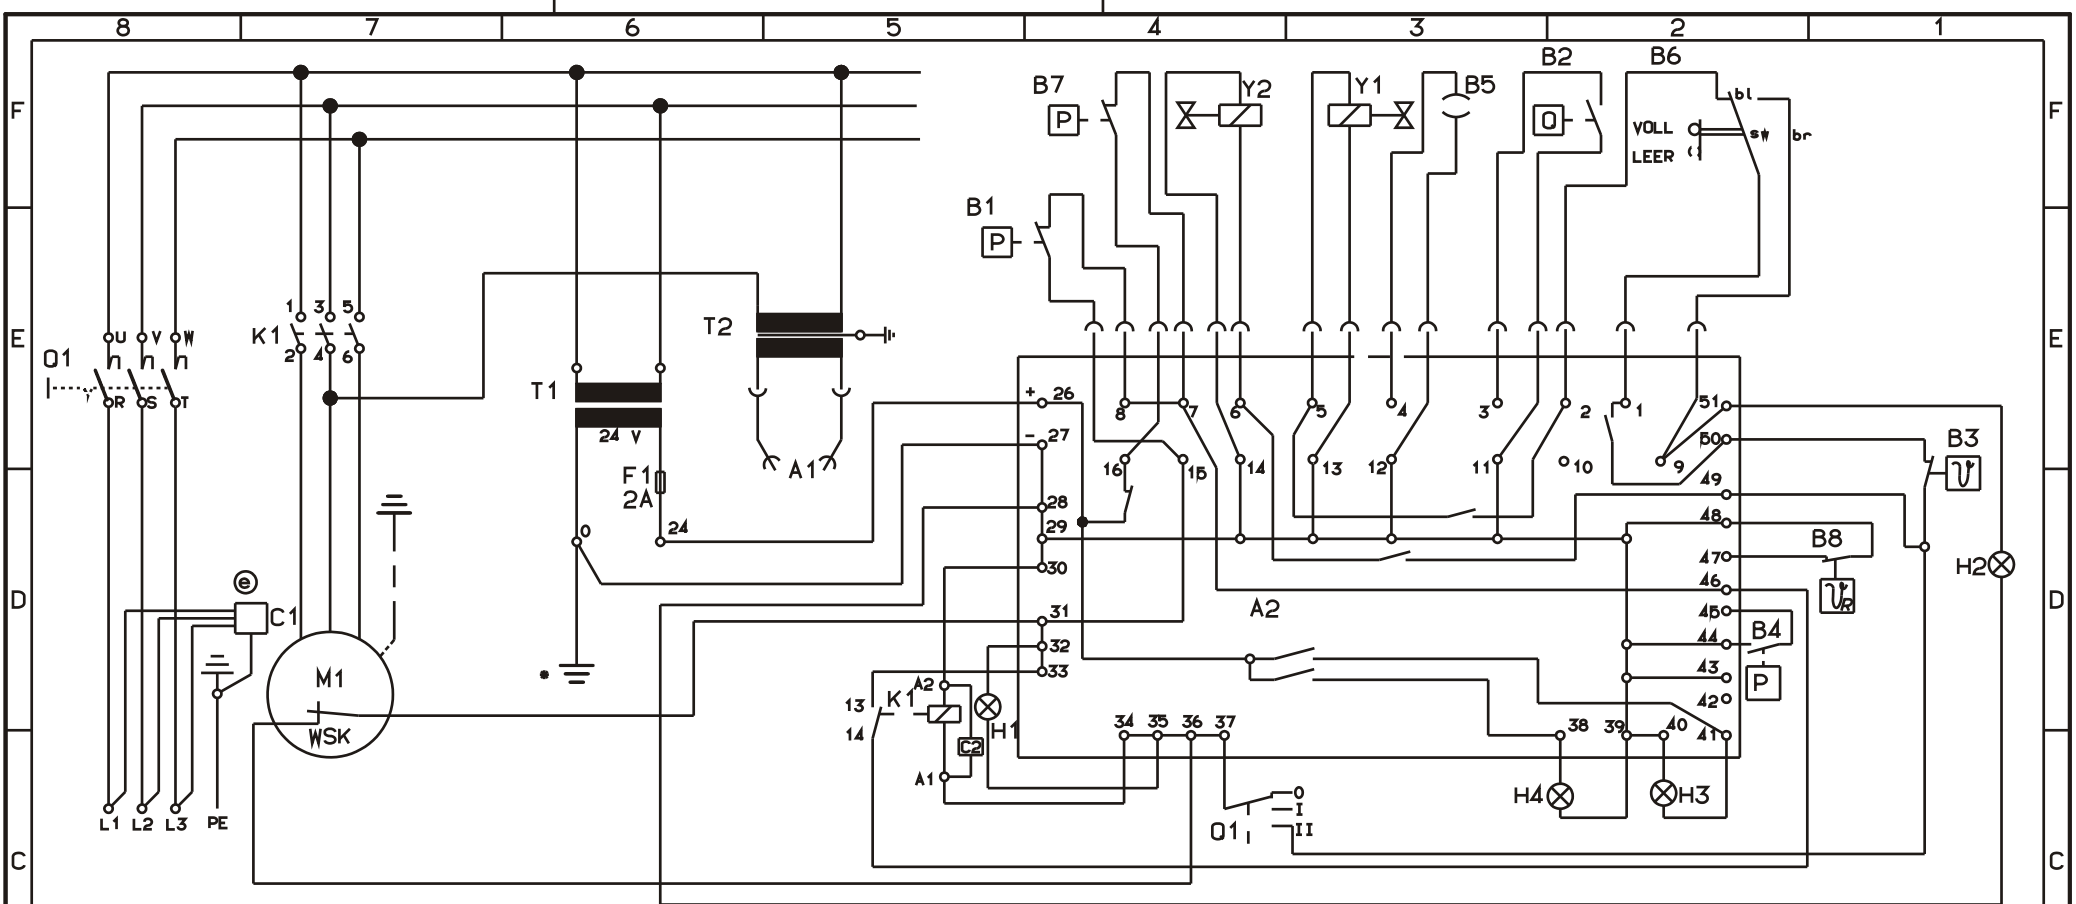 8 7 6 5 4 3 2 1
B7 Y2 Y1 B5 B2 B6
F P Q bl F
VOLL sw br
LEER
B1
P
U V W
1 3 5
K1
2 4 6
T2
E E
Q1
R S T
T1
24 V
+ 26 8 7 6 5 4 3 2 1 51
- 27 50 B3
F1 A1 16 15 14 13 12 11 10 9 ϑ
2A 49
28 48
0 24 29 47 B8
30 46 ϑR H2
D e C1 31 A2 45 D
32 44 B4
33 43 P
M1 A2 42
13 K1
14 H1 34 35 36 37 38 39 40 41
WSK C2
A1 H4 H3
0
I
Q1 II
L1 L2 L3 PE
C C